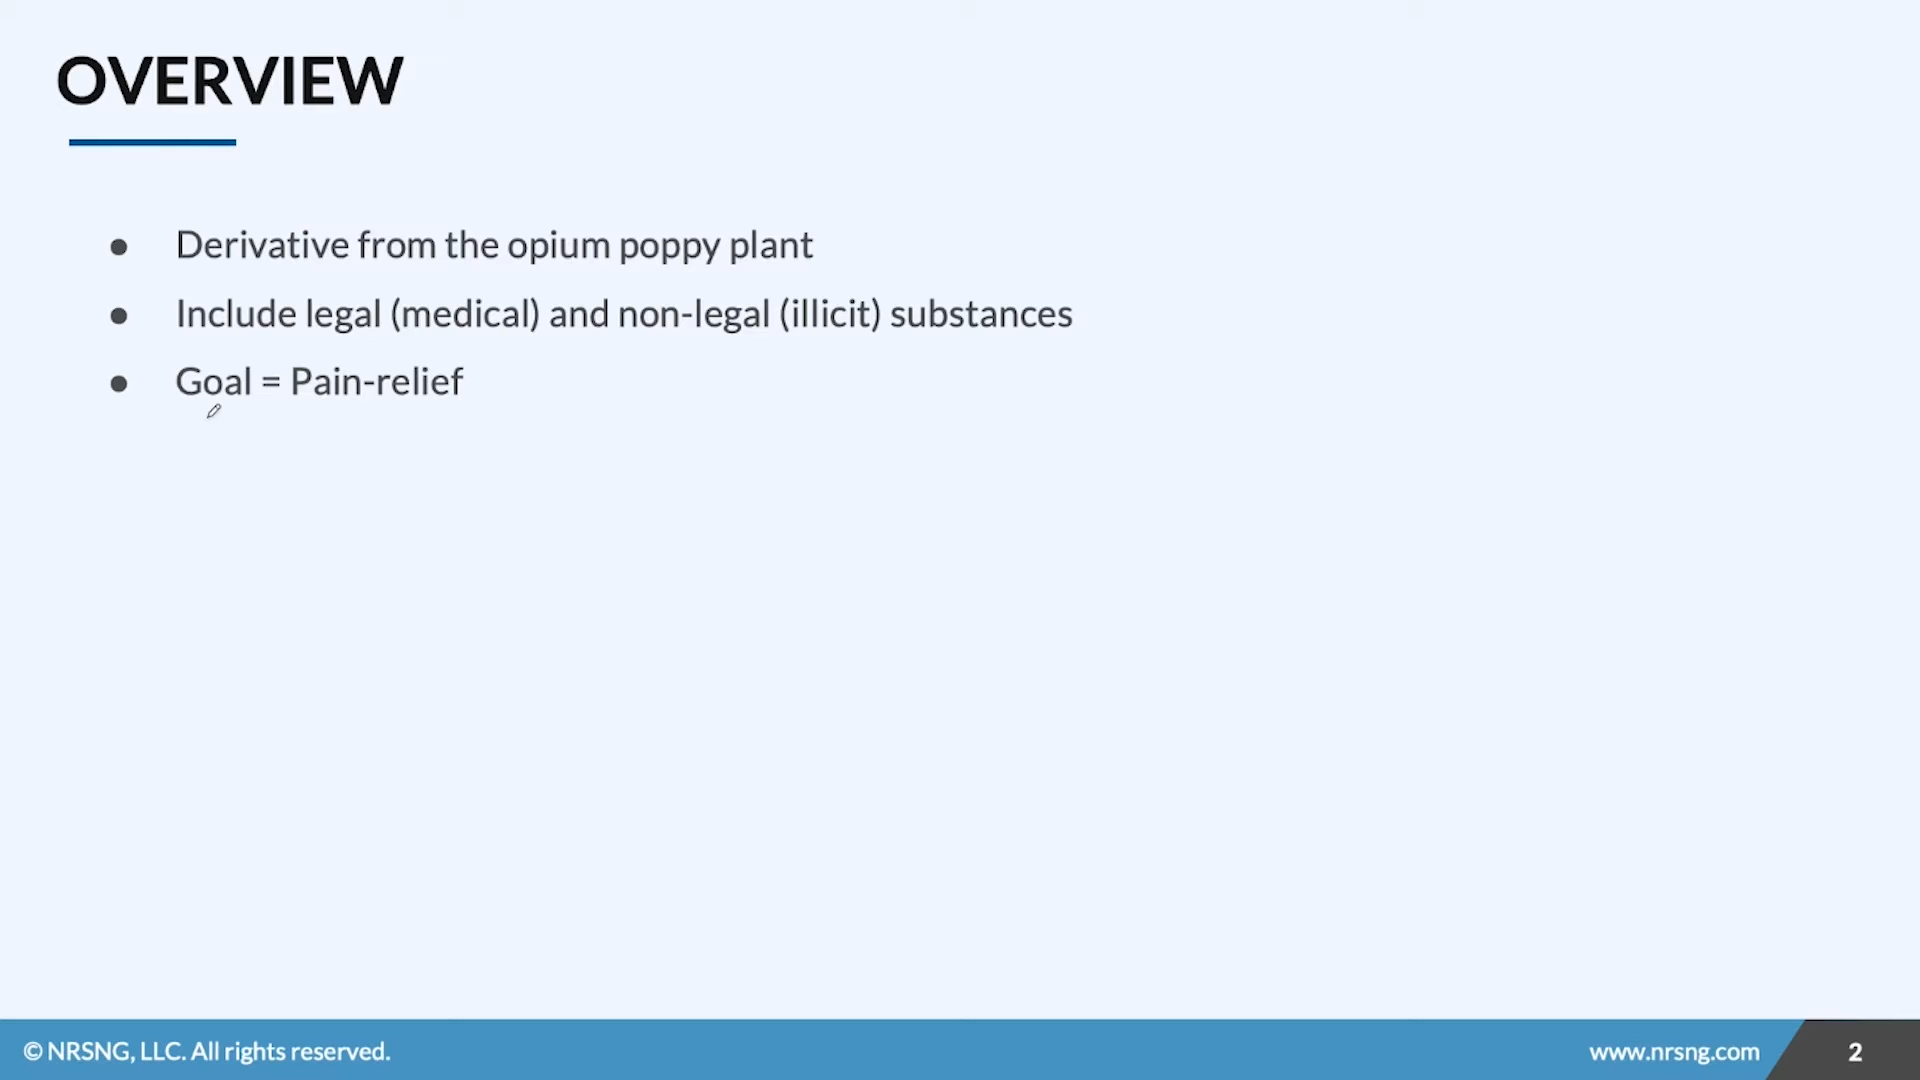 OVERVIEW
● Derivative from the opium poppy plant
● Include legal (medical) and non-legal (illicit) substances
● Goal = Pain-relief
© NRSNG, LLC. All rights reserved.
www.nrsng.com
2